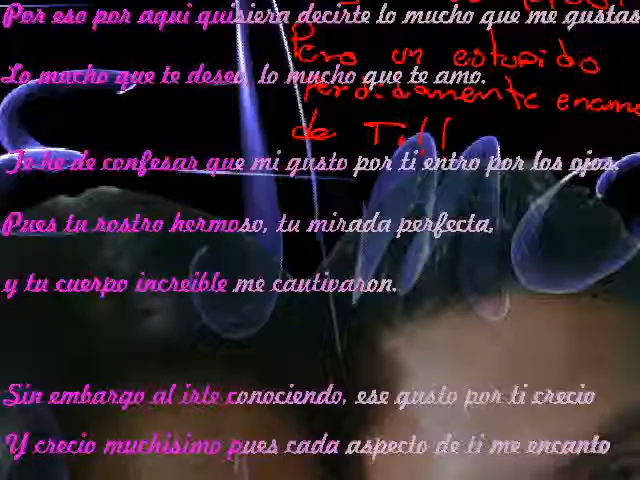 Por eso por aqui quisiera decirte lo mucho que me gustas
Lo mucho que te deseo, lo mucho que te amo.
Te he de confesar que mi gusto por ti entro por los ojos.
Pues tu rostro hermoso, tu mirada perfecta,
y tu cuerpo increible me cautivaron.
Sin embargo al irte conociendo, ese gusto por ti crecio
Y crecio muchisimo pues cada aspecto de ti me encanto
un estupido
perdidamente enam
de